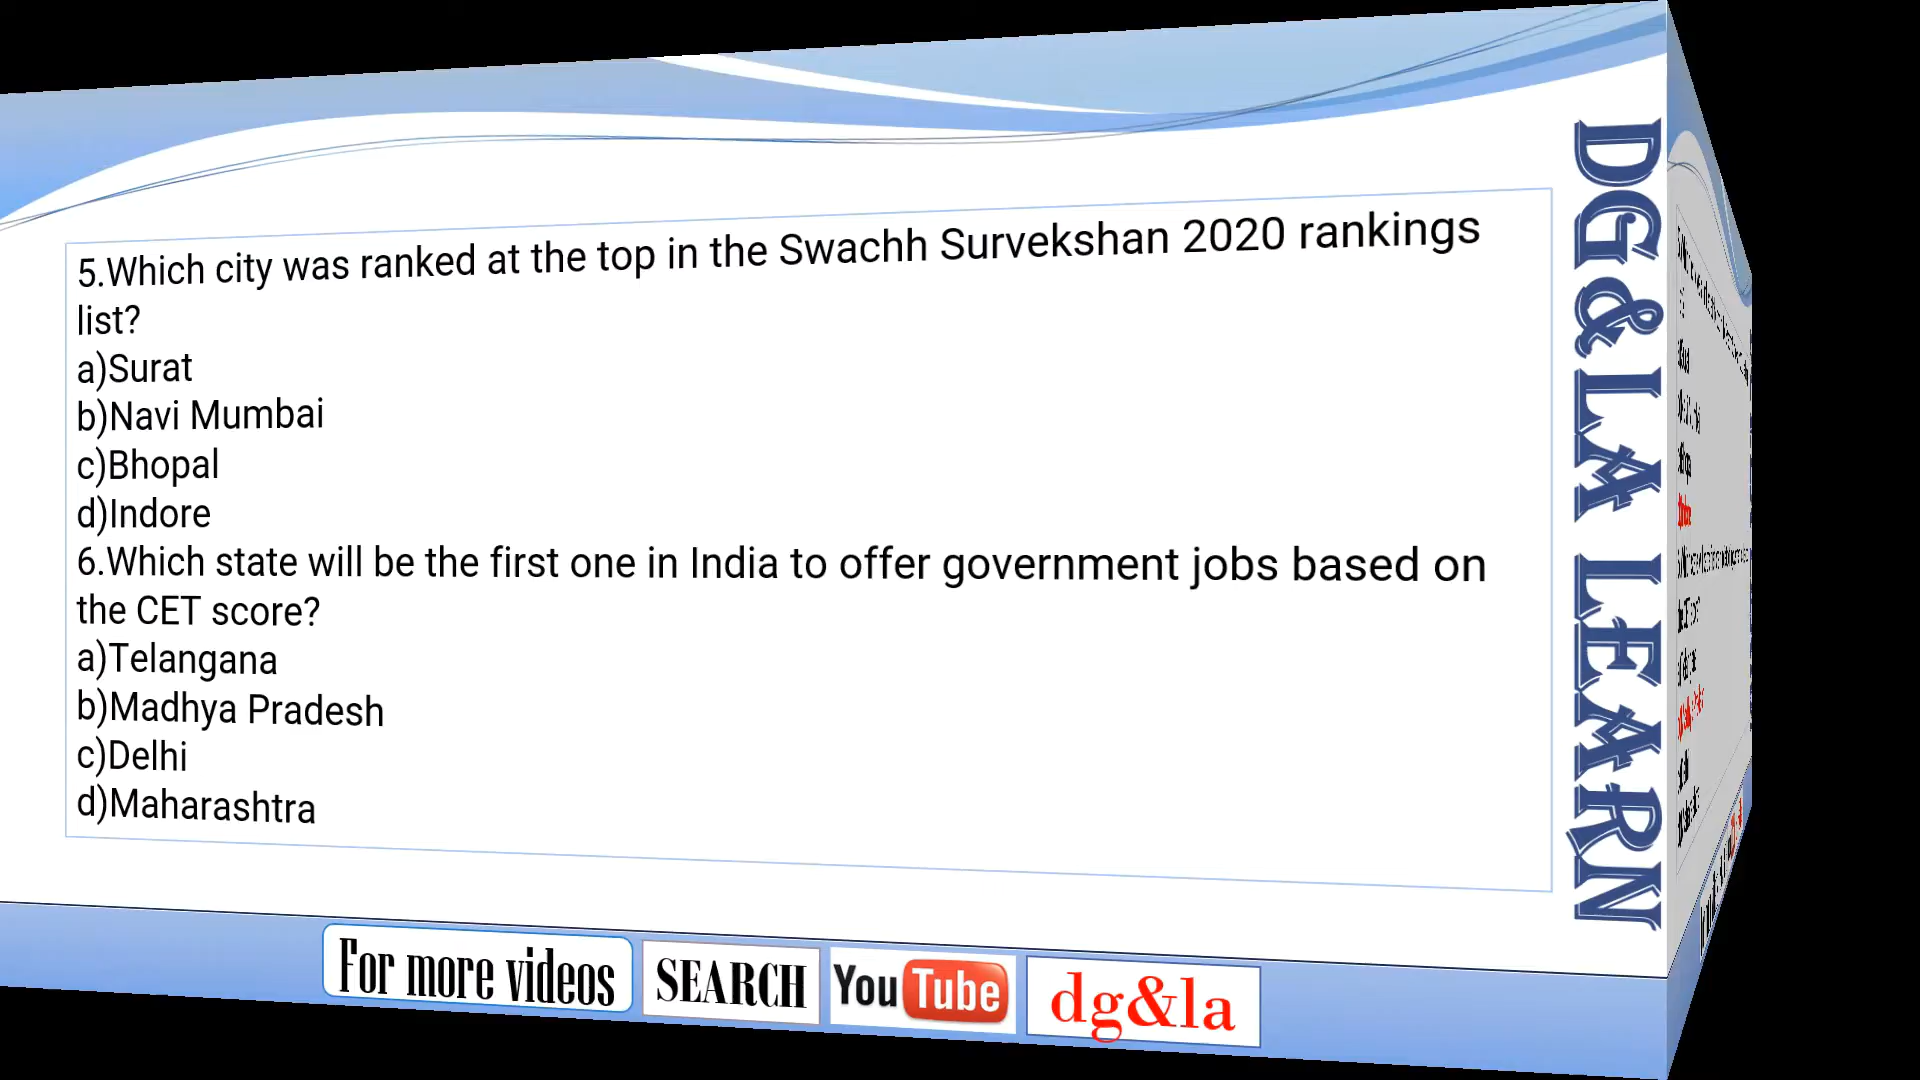 5.Which city was ranked at the top in the Swachh Survekshan 2020 rankings
list?
a)Surat
b)Navi Mumbai
c)Bhopal
d)Indore
6.Which state will be the first one in India to offer government jobs based on
the CET score?
a)Telangana
b)Madhya Pradesh
c)Delhi
d)Maharashtra
DG&LA LEARN
For more videos
SEARCH
YouTube
dg&la